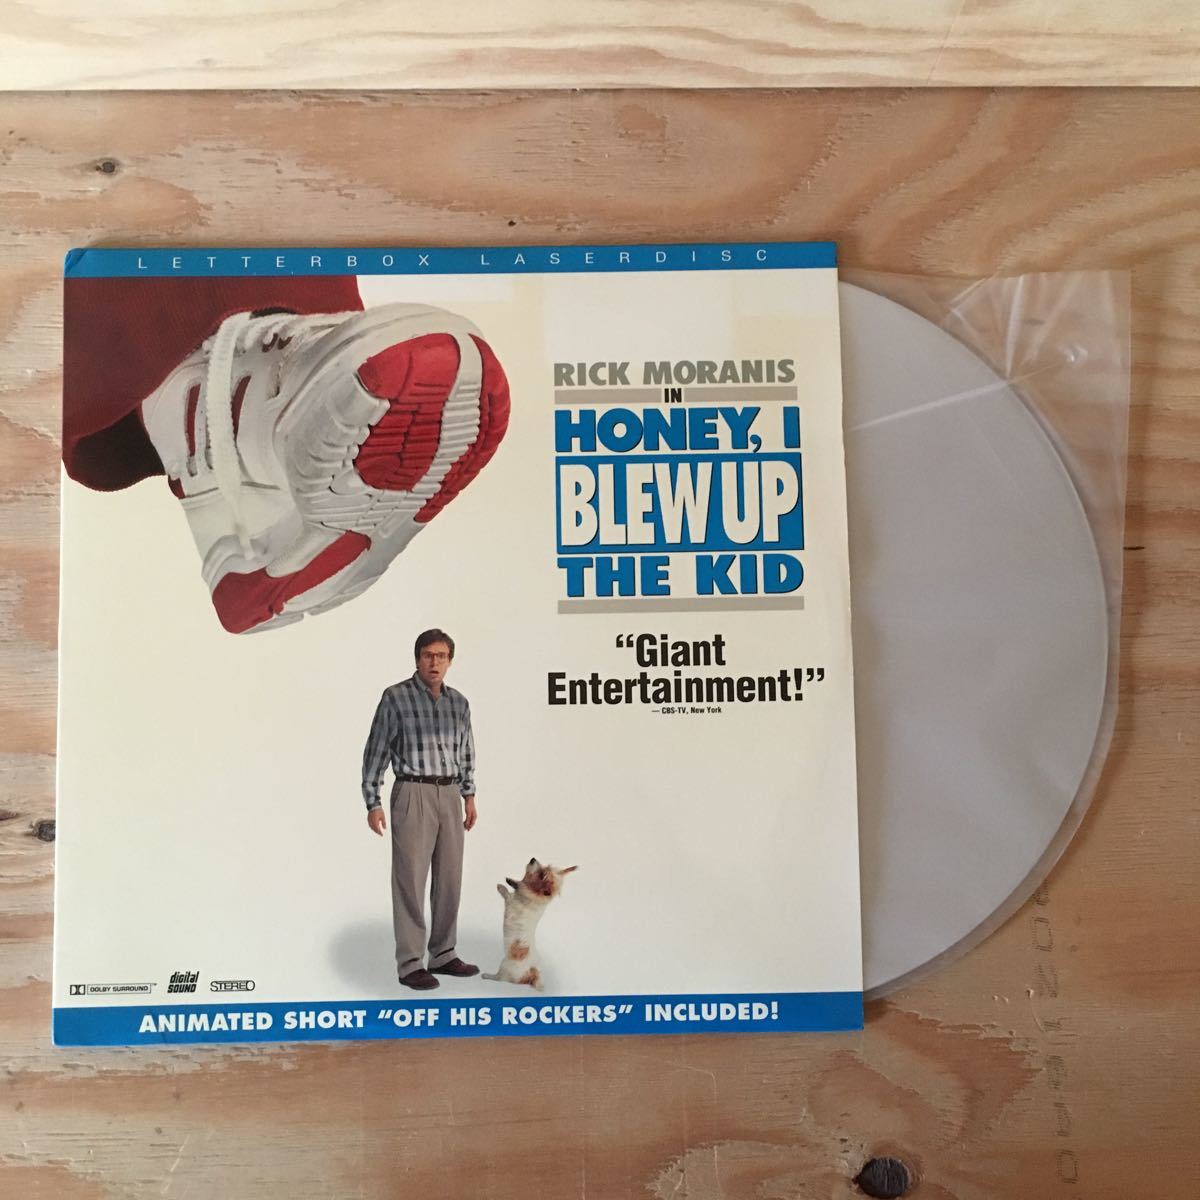 LETTERBOX LASERDISC
RICK MORANIS
IN
HONEY, I
BLEW UP
THE KID
“Giant
Entertainment!”
— CBS-TV, New York
DOLBY SURROUND™
digital
SOUND
STEREO
ANIMATED SHORT “OFF HIS ROCKERS” INCLUDED!